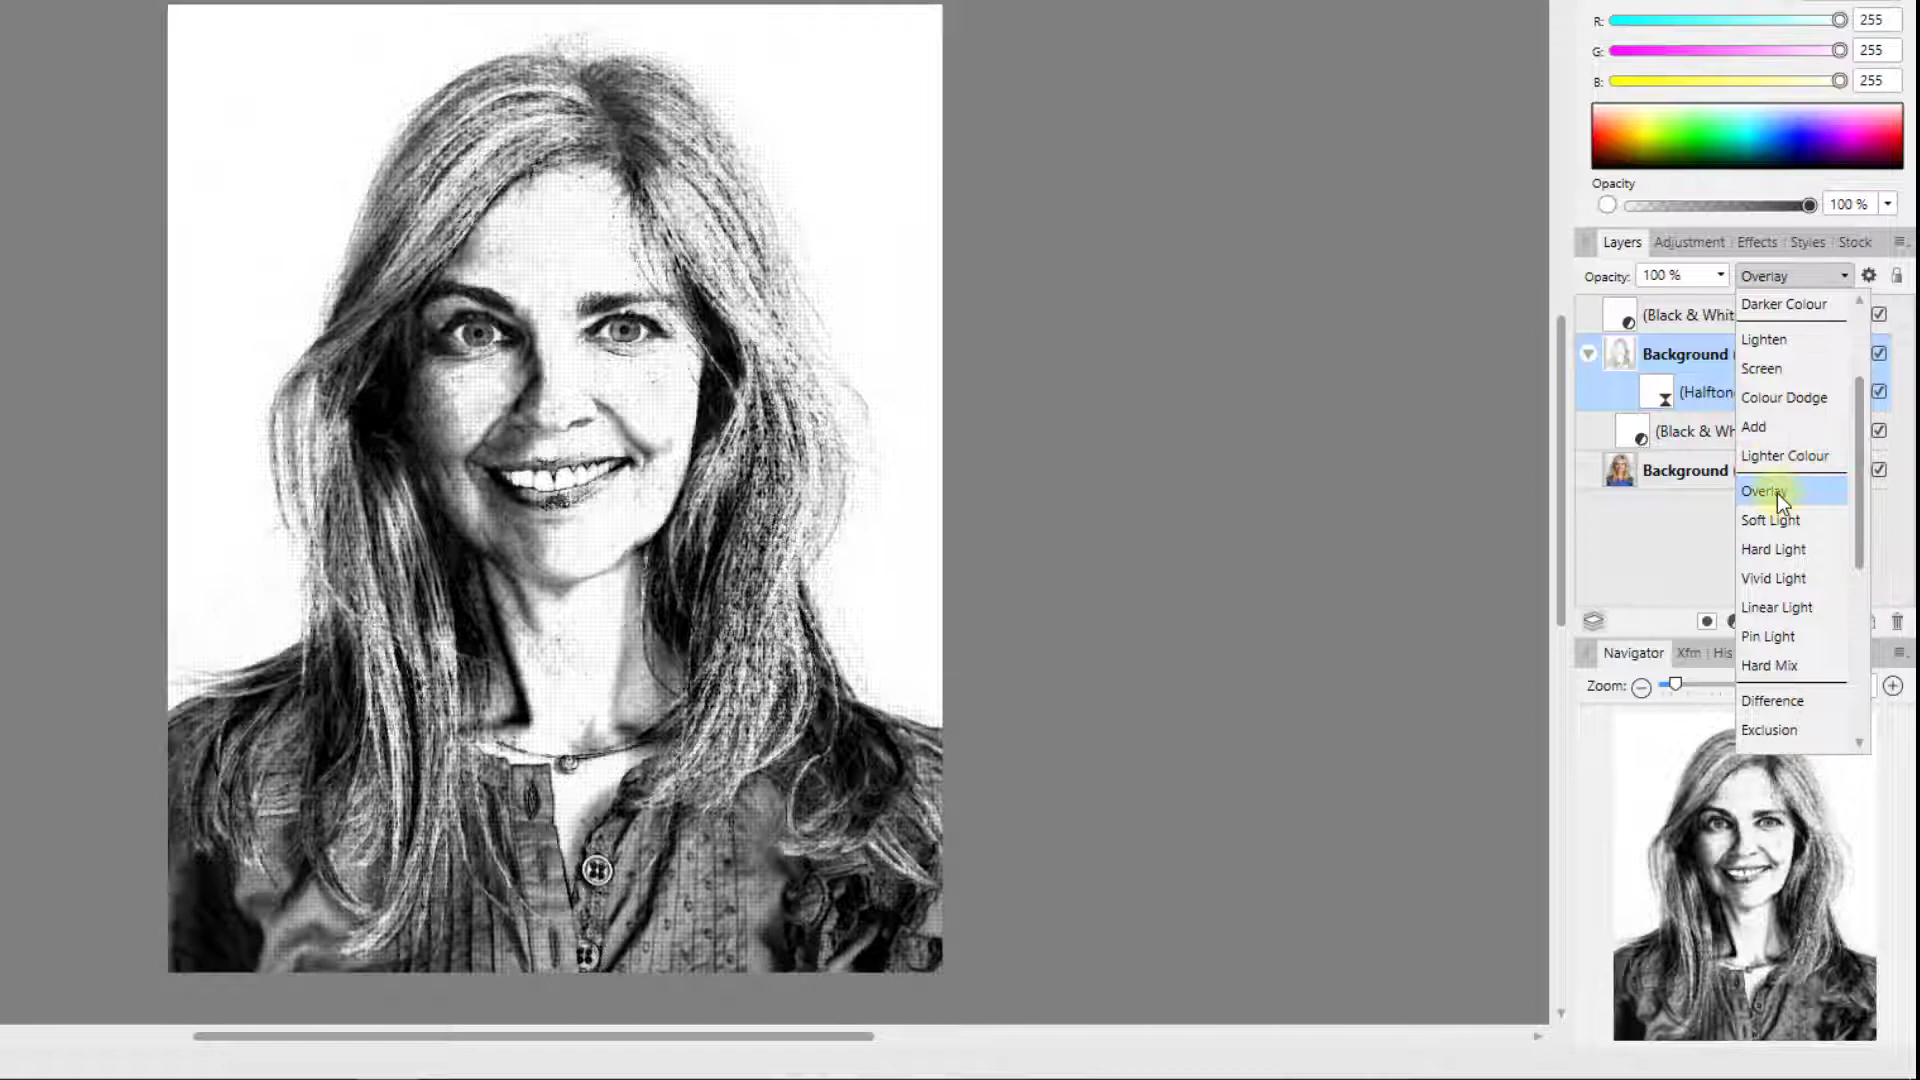 R: 255
G: 255
B: 255
Opacity
100 %
Layers Adjustment Effects Styles Stock
Opacity: 100 % Overlay
Darker Colour
(Black & Whit
Lighten
Background
Screen
(Halfton
Colour Dodge
Add
(Black & Wh
Lighter Colour
Background
Overlay
Soft Light
Hard Light
Vivid Light
Linear Light
Pin Light
Navigator Xfm His
Hard Mix
Zoom:
Difference
Exclusion